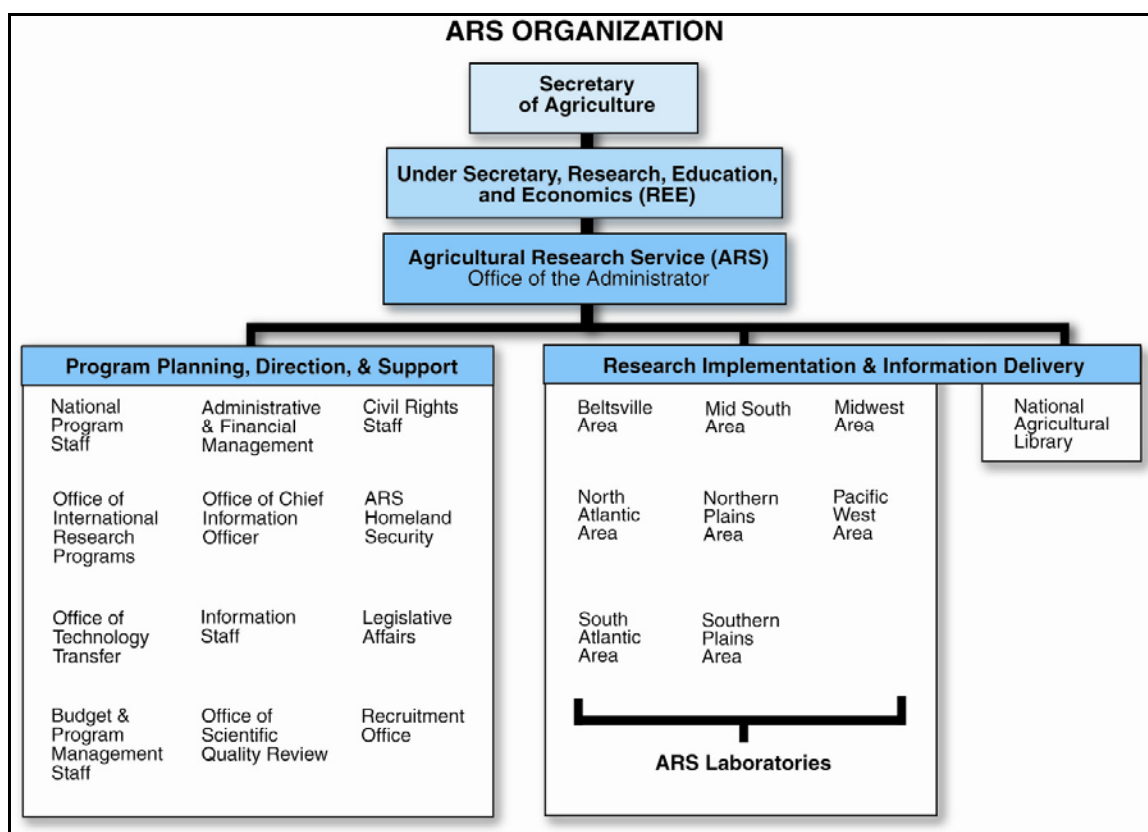 ARS ORGANIZATION
Secretary
of Agriculture
Under Secretary, Research, Education,
and Economics (REE)
Agricultural Research Service (ARS)
Office of the Administrator
Program Planning, Direction, & Support
National
Program
Staff
Administrative
& Financial
Management
Civil Rights
Staff
Office of
International
Research
Programs
Office of Chief
Information
Officer
ARS
Homeland
Security
Office of
Technology
Transfer
Information
Staff
Legislative
Affairs
Budget &
Program
Management
Staff
Office of
Scientific
Quality Review
Recruitment
Office
Research Implementation & Information Delivery
Beltsville
Area
Mid South
Area
Midwest
Area
North
Atlantic
Area
Northern
Plains
Area
Pacific
West
Area
South
Atlantic
Area
Southern
Plains
Area
ARS Laboratories
National
Agricultural
Library